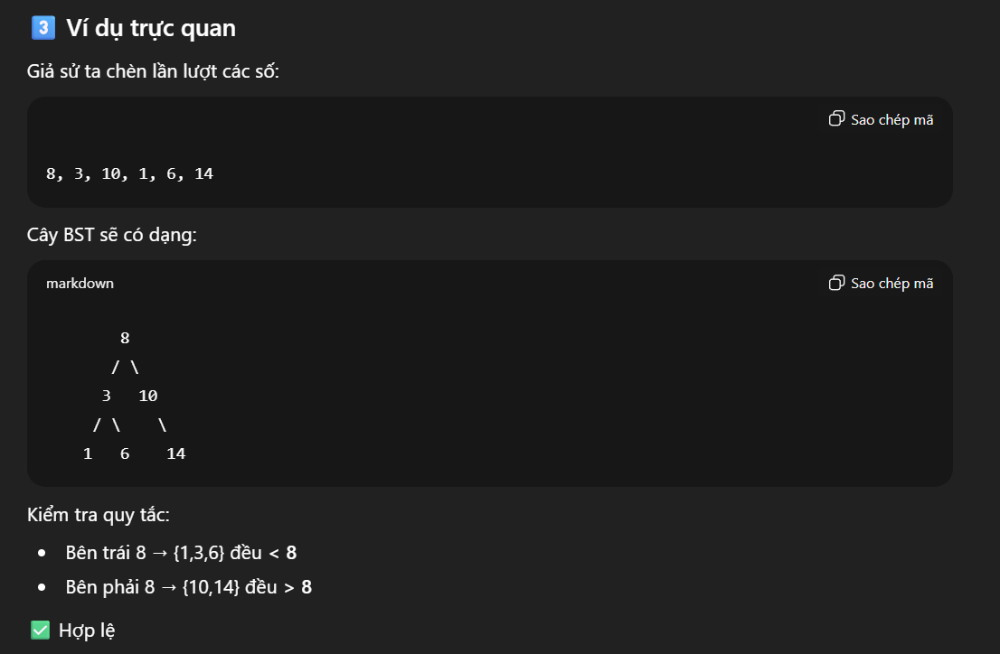 3 Ví dụ trực quan
Giả sử ta chèn lần lượt các số:
Sao chép mã
8, 3, 10, 1, 6, 14
Cây BST sẽ có dạng:
markdown
Sao chép mã
        8
       / \
      3   10
     / \    \
    1   6    14
Kiểm tra quy tắc:
• Bên trái 8 → {1,3,6} đều < 8
• Bên phải 8 → {10,14} đều > 8
✅ Hợp lệ